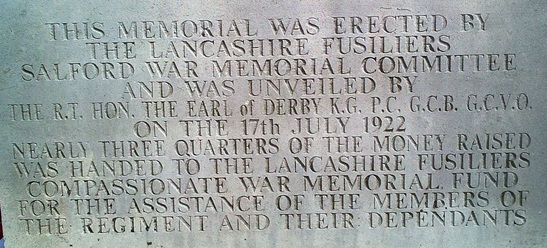 THIS MEMORIAL WAS ERECTED BY
THE LANCASHIRE FUSILIERS
SALFORD WAR MEMORIAL COMMITTEE
AND WAS UNVEILED BY
THE R.T. HON. THE EARL of DERBY K.G. P.C. G.C.B. G.C.V.O.
ON THE 17th JULY 1922
NEARLY THREE QUARTERS OF THE MONEY RAISED
WAS HANDED TO THE LANCASHIRE FUSILIERS
COMPASSIONATE WAR MEMORIAL FUND
FOR THE ASSISTANCE OF THE MEMBERS OF
THE REGIMENT AND THEIR DEPENDANTS